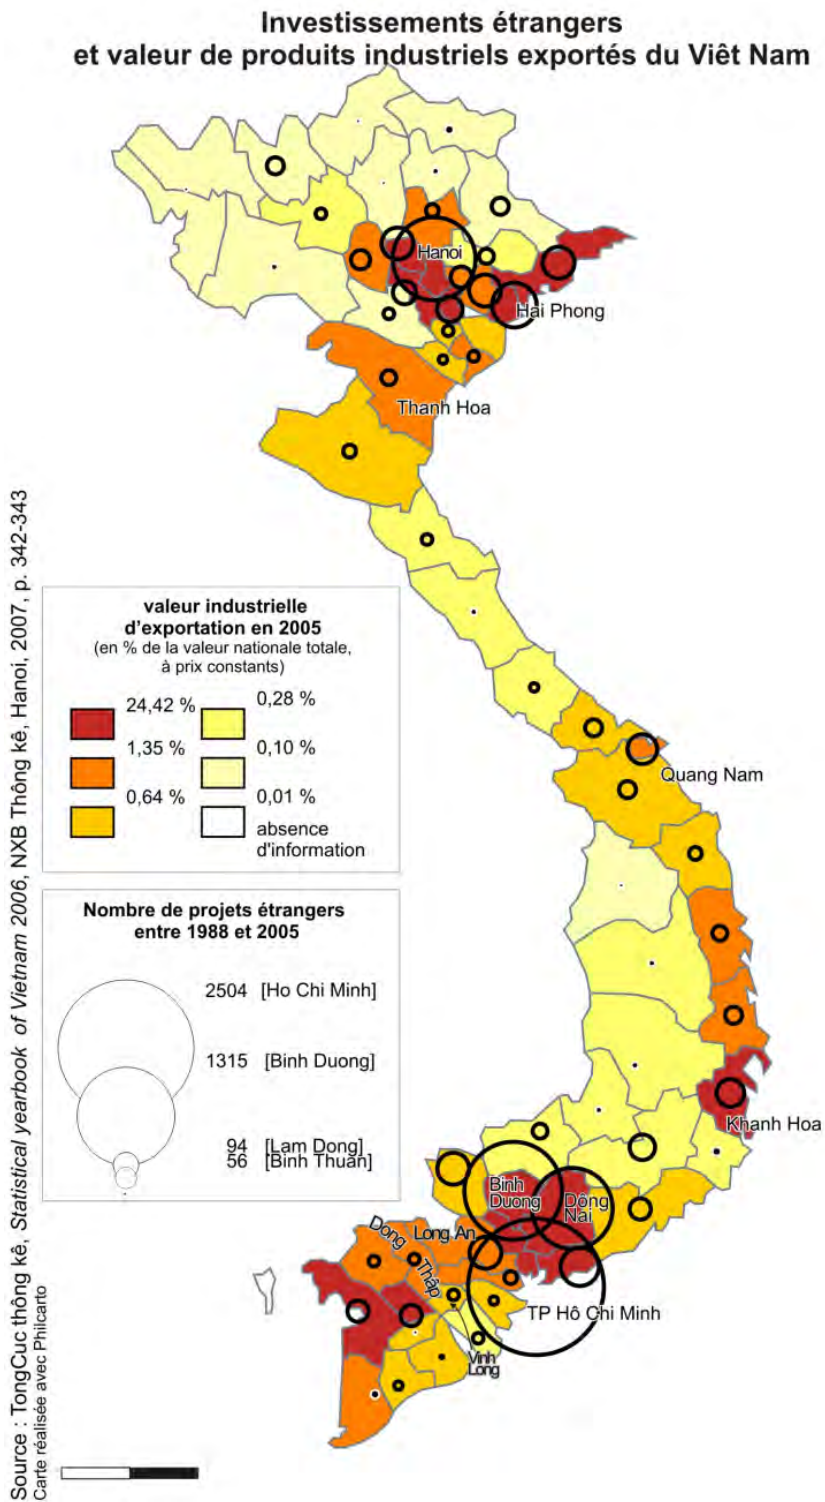 Investissements étrangers
et valeur de produits industriels exportés du Viêt Nam
Hanoi
Hai Phong
Thanh Hoa
valeur industrielle
d'exportation en 2005
(en % de la valeur nationale totale,
à prix constants)
24,42 %
0,28 %
1,35 %
0,10 %
0,64 %
0,01 %
absence
d'information
Quang Nam
Nombre de projets étrangers
entre 1988 et 2005
2504 [Ho Chi Minh]
1315 [Binh Duong]
94 [Lam Dong]
56 [Binh Thuan]
Khanh Hoa
Binh
Duong
Dông
Nai
Long An
Dong
Thâp
TP Hô Chi Minh
Vinh
Long
Source : TongCuc thông kê, Statistical yearbook of Vietnam 2006, NXB Thông kê, Hanoi, 2007, p. 342-343
Carte réalisée avec Philcarto